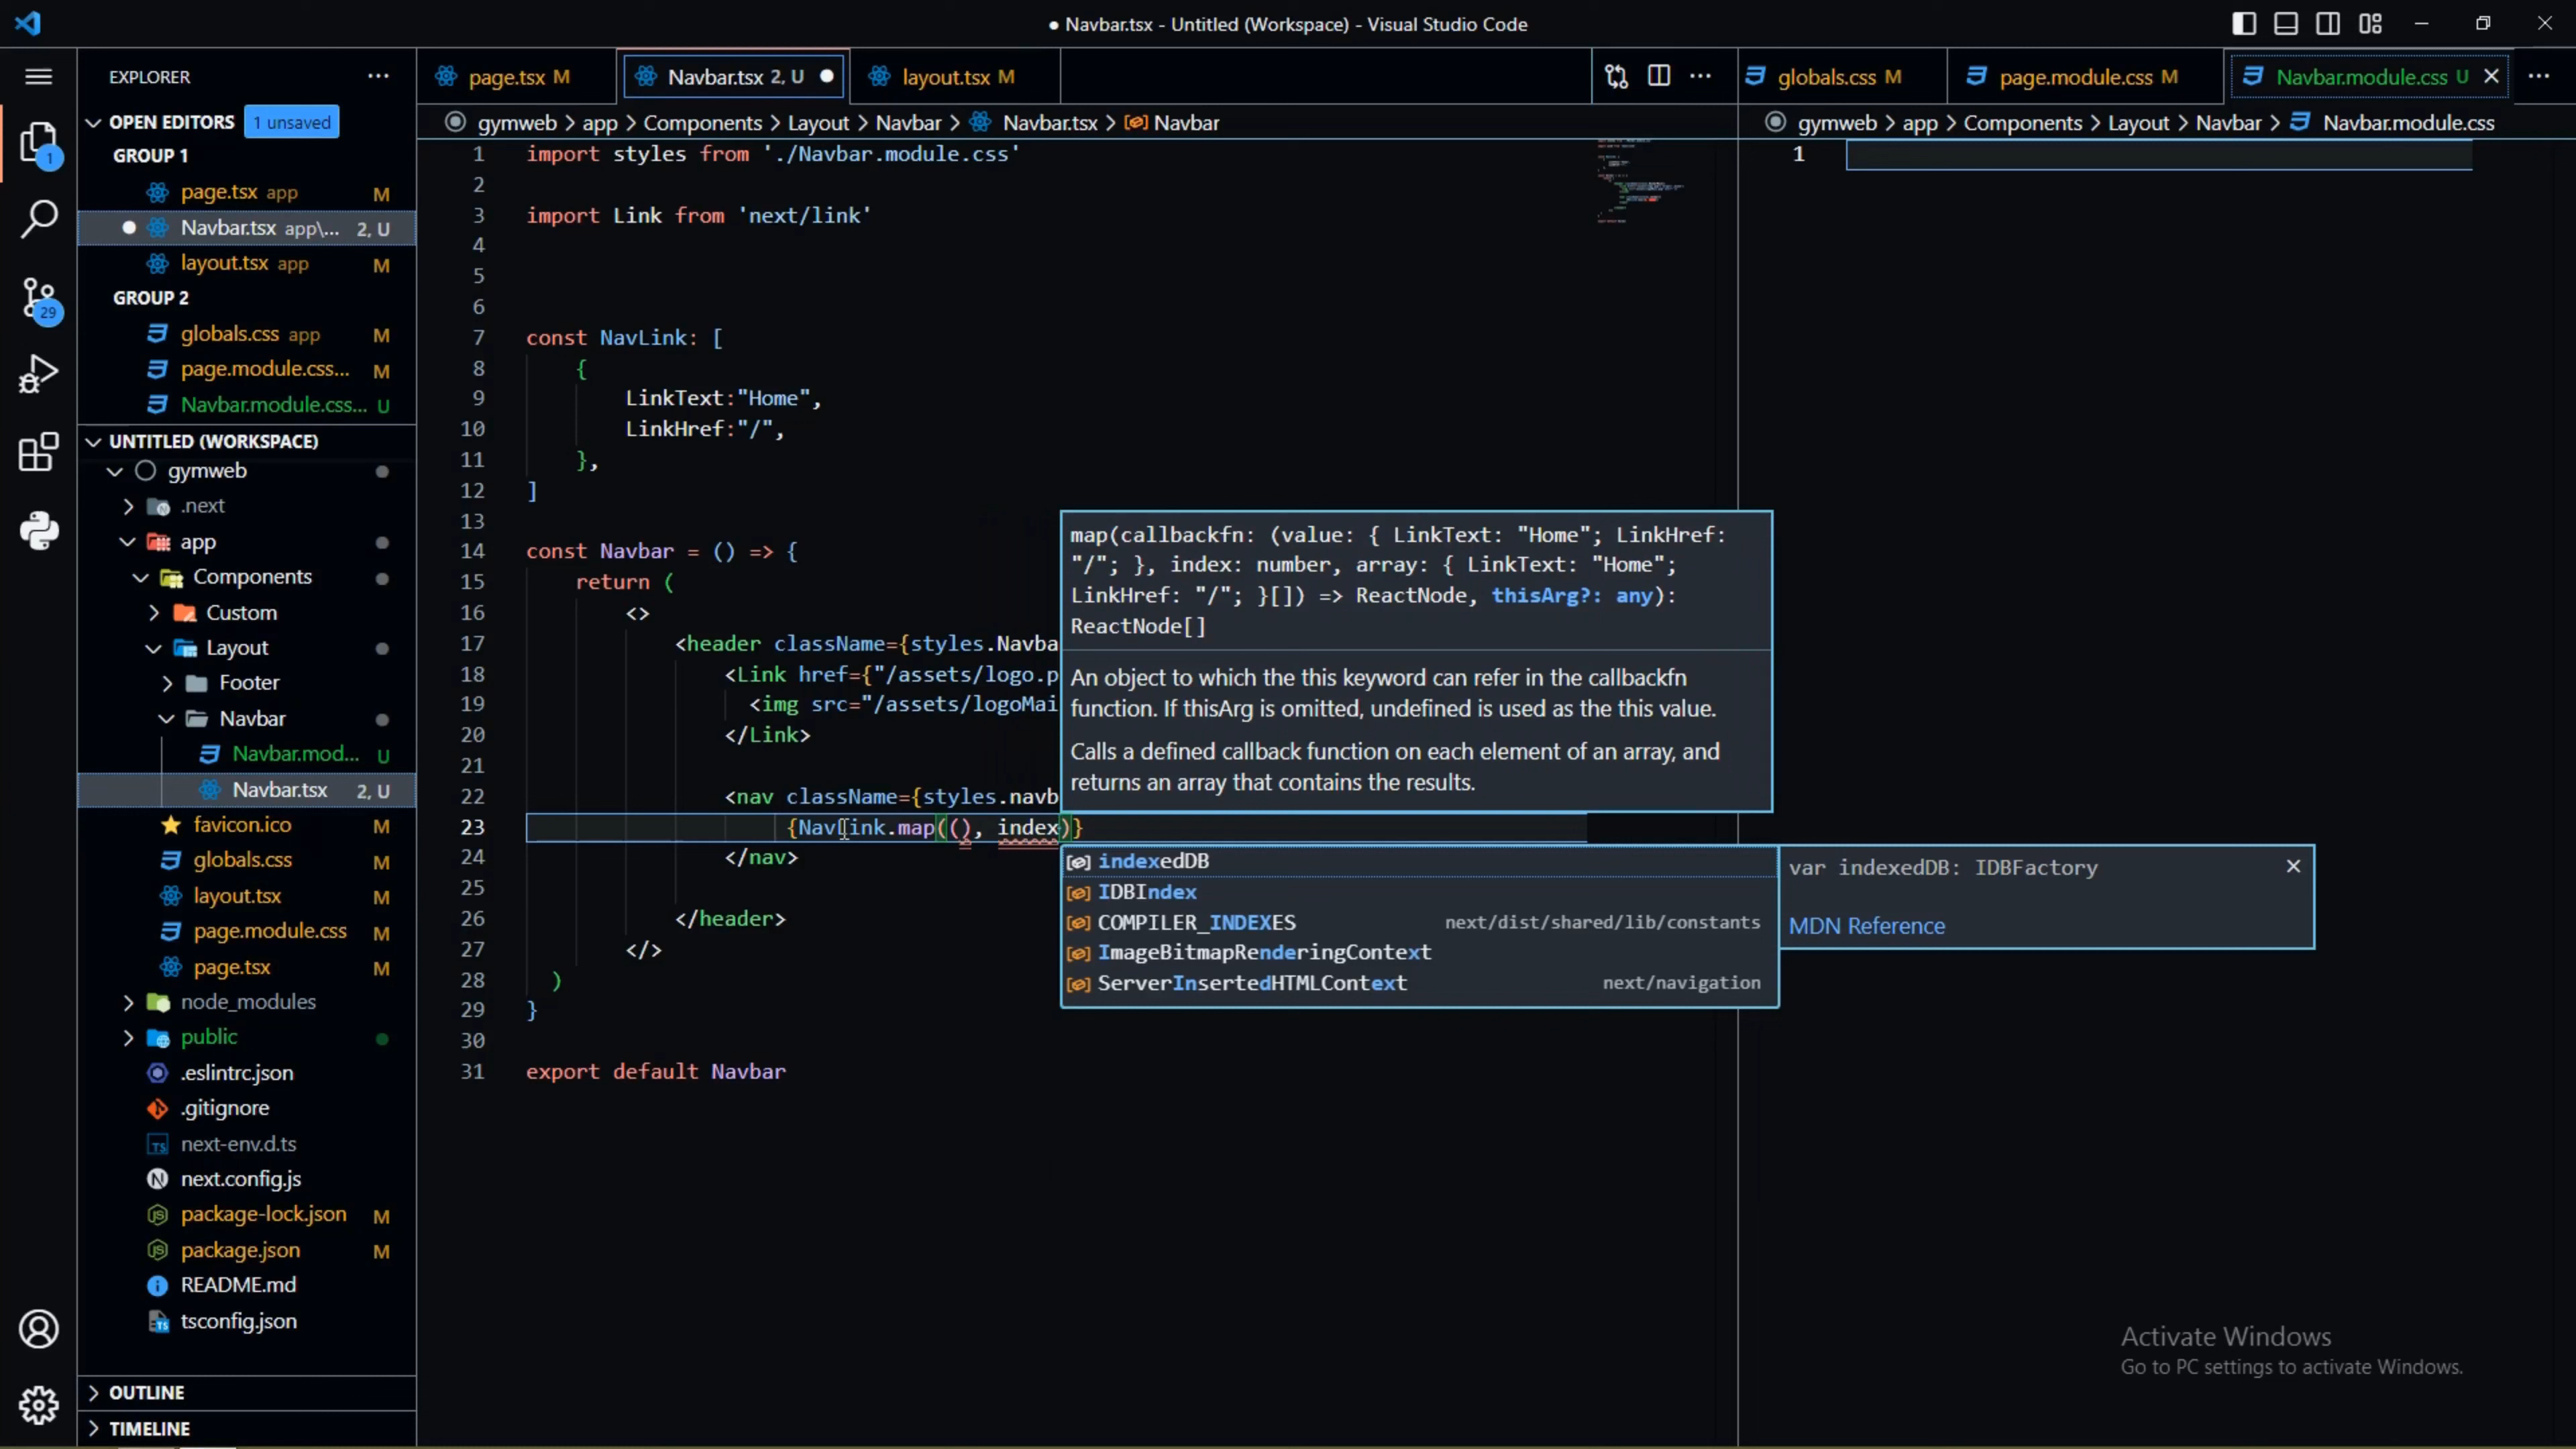 ● Navbar.tsx - Untitled (Workspace) - Visual Studio Code
EXPLORER
OPEN EDITORS 1 unsaved
GROUP 1
page.tsx app M
Navbar.tsx app\... 2, U
layout.tsx app M
GROUP 2
globals.css app M
page.module.css... M
Navbar.module.css... U
UNTITLED (WORKSPACE)
gymweb
.next
app
Components
Custom
Layout
Footer
Navbar
Navbar.mod... U
Navbar.tsx 2, U
favicon.ico M
globals.css M
layout.tsx M
page.module.css M
page.tsx M
node_modules
public
.eslintrc.json
.gitignore
next-env.d.ts
next.config.js
package-lock.json M
package.json M
README.md
tsconfig.json
OUTLINE
TIMELINE
1
29
page.tsx M
Navbar.tsx 2, U
layout.tsx M
gymweb > app > Components > Layout > Navbar > Navbar.tsx > Navbar
1 import styles from './Navbar.module.css'
2
3 import Link from 'next/link'
4
5
6
7 const NavLink: [
8 {
9 LinkText:"Home",
10 LinkHref:"/",
11 },
12 ]
13
14 const Navbar = () => {
15 return (
16 <>
17 <header className={styles.Navba
18 <Link href={"/assets/logo.p
19 <img src="/assets/logoMai
20 </Link>
21
22 <nav className={styles.navb
23 {NavLink.map((), index)}
24 </nav>
25
26 </header>
27 </>
28 )
29 }
30
31 export default Navbar
map(callbackfn: (value: { LinkText: "Home"; LinkHref:
"/"; }, index: number, array: { LinkText: "Home";
LinkHref: "/"; }[]) => ReactNode, thisArg?: any):
ReactNode[]
An object to which the this keyword can refer in the callbackfn
function. If thisArg is omitted, undefined is used as the this value.
Calls a defined callback function on each element of an array, and
returns an array that contains the results.
indexedDB
IDBIndex
COMPILER_INDEXES next/dist/shared/lib/constants
ImageBitmapRenderingContext
ServerInsertedHTMLContext next/navigation
var indexedDB: IDBFactory
MDN Reference
globals.css M
page.module.css M
Navbar.module.css U
gymweb > app > Components > Layout > Navbar > Navbar.module.css
1
Activate Windows
Go to PC settings to activate Windows.